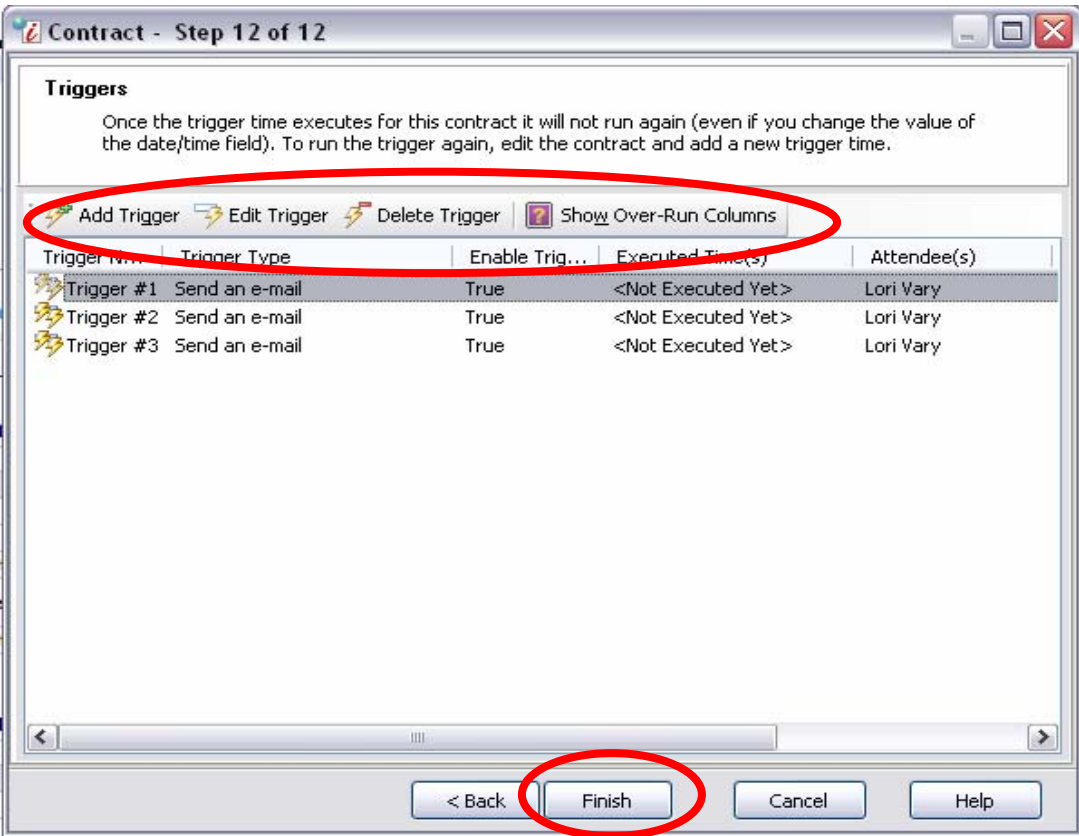 Contract - Step 12 of 12
Triggers
Once the trigger time executes for this contract it will not run again (even if you change the value of
the date/time field). To run the trigger again, edit the contract and add a new trigger time.
Add Trigger Edit Trigger Delete Trigger Show Over-Run Columns
Trigger N... Trigger Type Enable Trig... Executed Time(s) Attendee(s)
Trigger #1 Send an e-mail True <Not Executed Yet> Lori Vary
Trigger #2 Send an e-mail True <Not Executed Yet> Lori Vary
Trigger #3 Send an e-mail True <Not Executed Yet> Lori Vary
< Back Finish Cancel Help